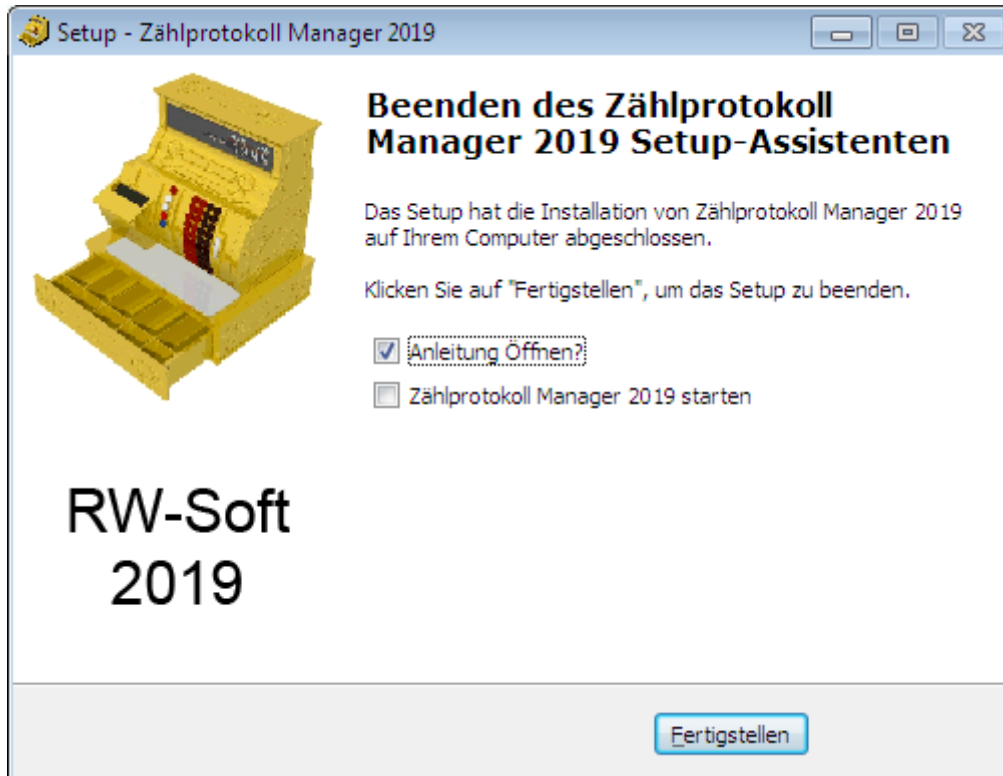 Setup - Zählprotokoll Manager 2019
Beenden des Zählprotokoll
Manager 2019 Setup-Assistenten
Das Setup hat die Installation von Zählprotokoll Manager 2019
auf Ihrem Computer abgeschlossen.
Klicken Sie auf "Fertigstellen", um das Setup zu beenden.
Anleitung Öffnen?
Zählprotokoll Manager 2019 starten
RW-Soft
2019
Fertigstellen